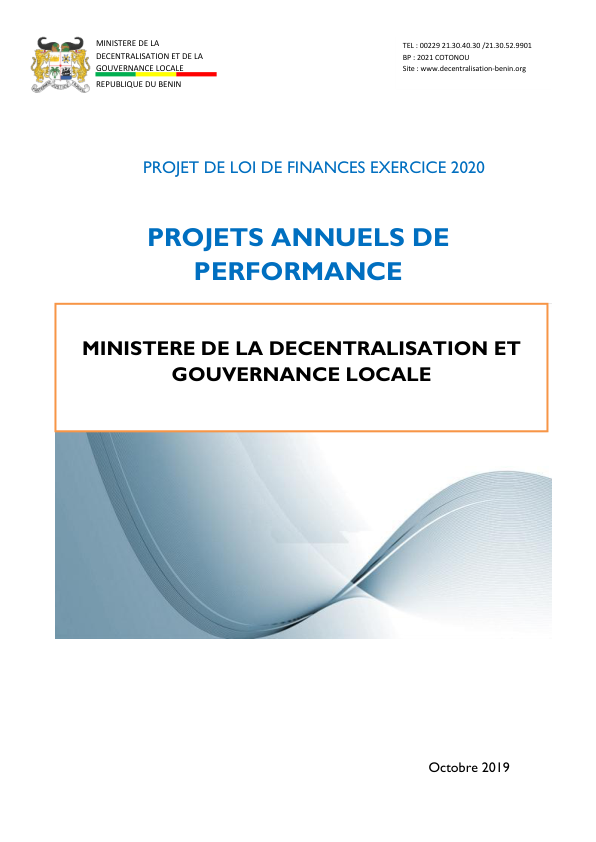 MINISTERE DE LA
DECENTRALISATION ET DE LA
GOUVERNANCE LOCALE
REPUBLIQUE DU BENIN
TEL : 00229 21.30.40.30 /21.30.52.9901
BP : 2021 COTONOU
Site : www.decentralisation-benin.org
PROJET DE LOI DE FINANCES EXERCICE 2020
PROJETS ANNUELS DE
PERFORMANCE
MINISTERE DE LA DECENTRALISATION ET
GOUVERNANCE LOCALE
Octobre 2019